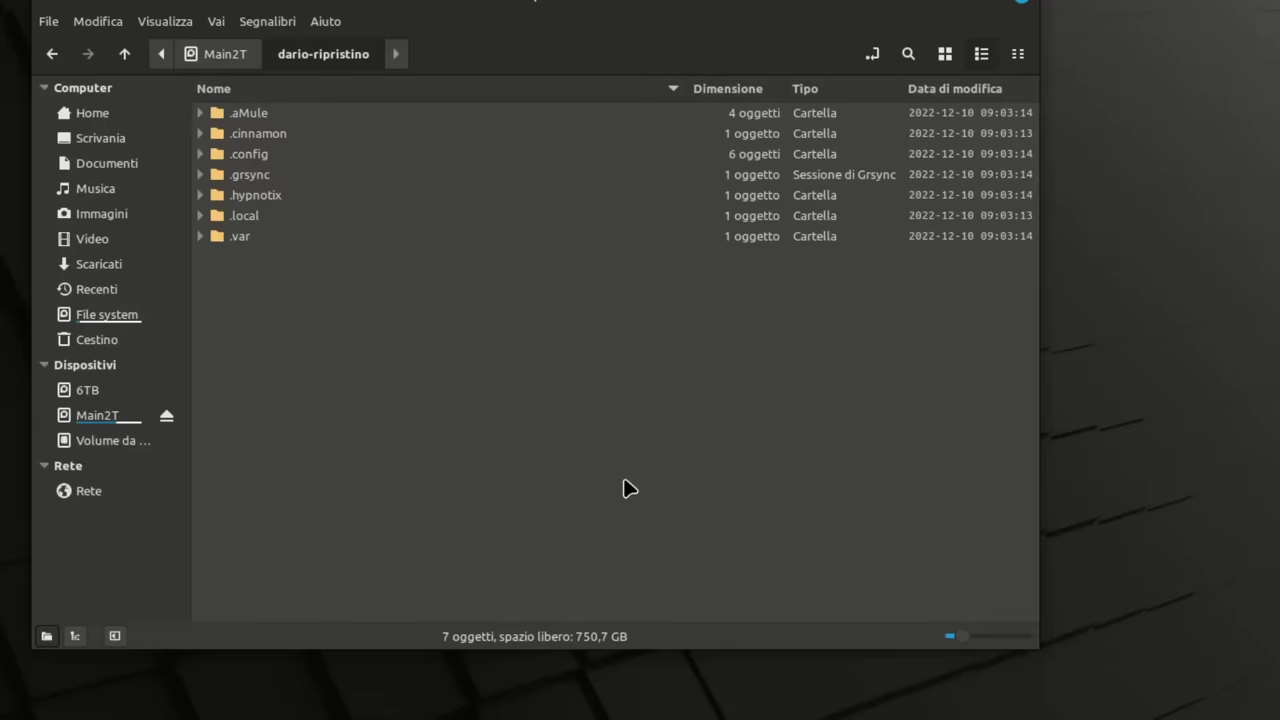 File Modifica Visualizza Vai Segnalibri Aiuto
Main2T dario-ripristino
Computer
Home
Scrivania
Documenti
Musica
Immagini
Video
Scaricati
Recenti
File system
Cestino
Dispositivi
6TB
Main2T
Volume da ...
Rete
Rete
Nome Dimensione Tipo Data di modifica
.aMule 4 oggetti Cartella 2022-12-10 09:03:14
.cinnamon 1 oggetto Cartella 2022-12-10 09:03:13
.config 6 oggetti Cartella 2022-12-10 09:03:14
.grsync 1 oggetto Sessione di Grsync 2022-12-10 09:03:14
.hypnotix 1 oggetto Cartella 2022-12-10 09:03:14
.local 1 oggetto Cartella 2022-12-10 09:03:13
.var 1 oggetto Cartella 2022-12-10 09:03:14
7 oggetti, spazio libero: 750,7 GB